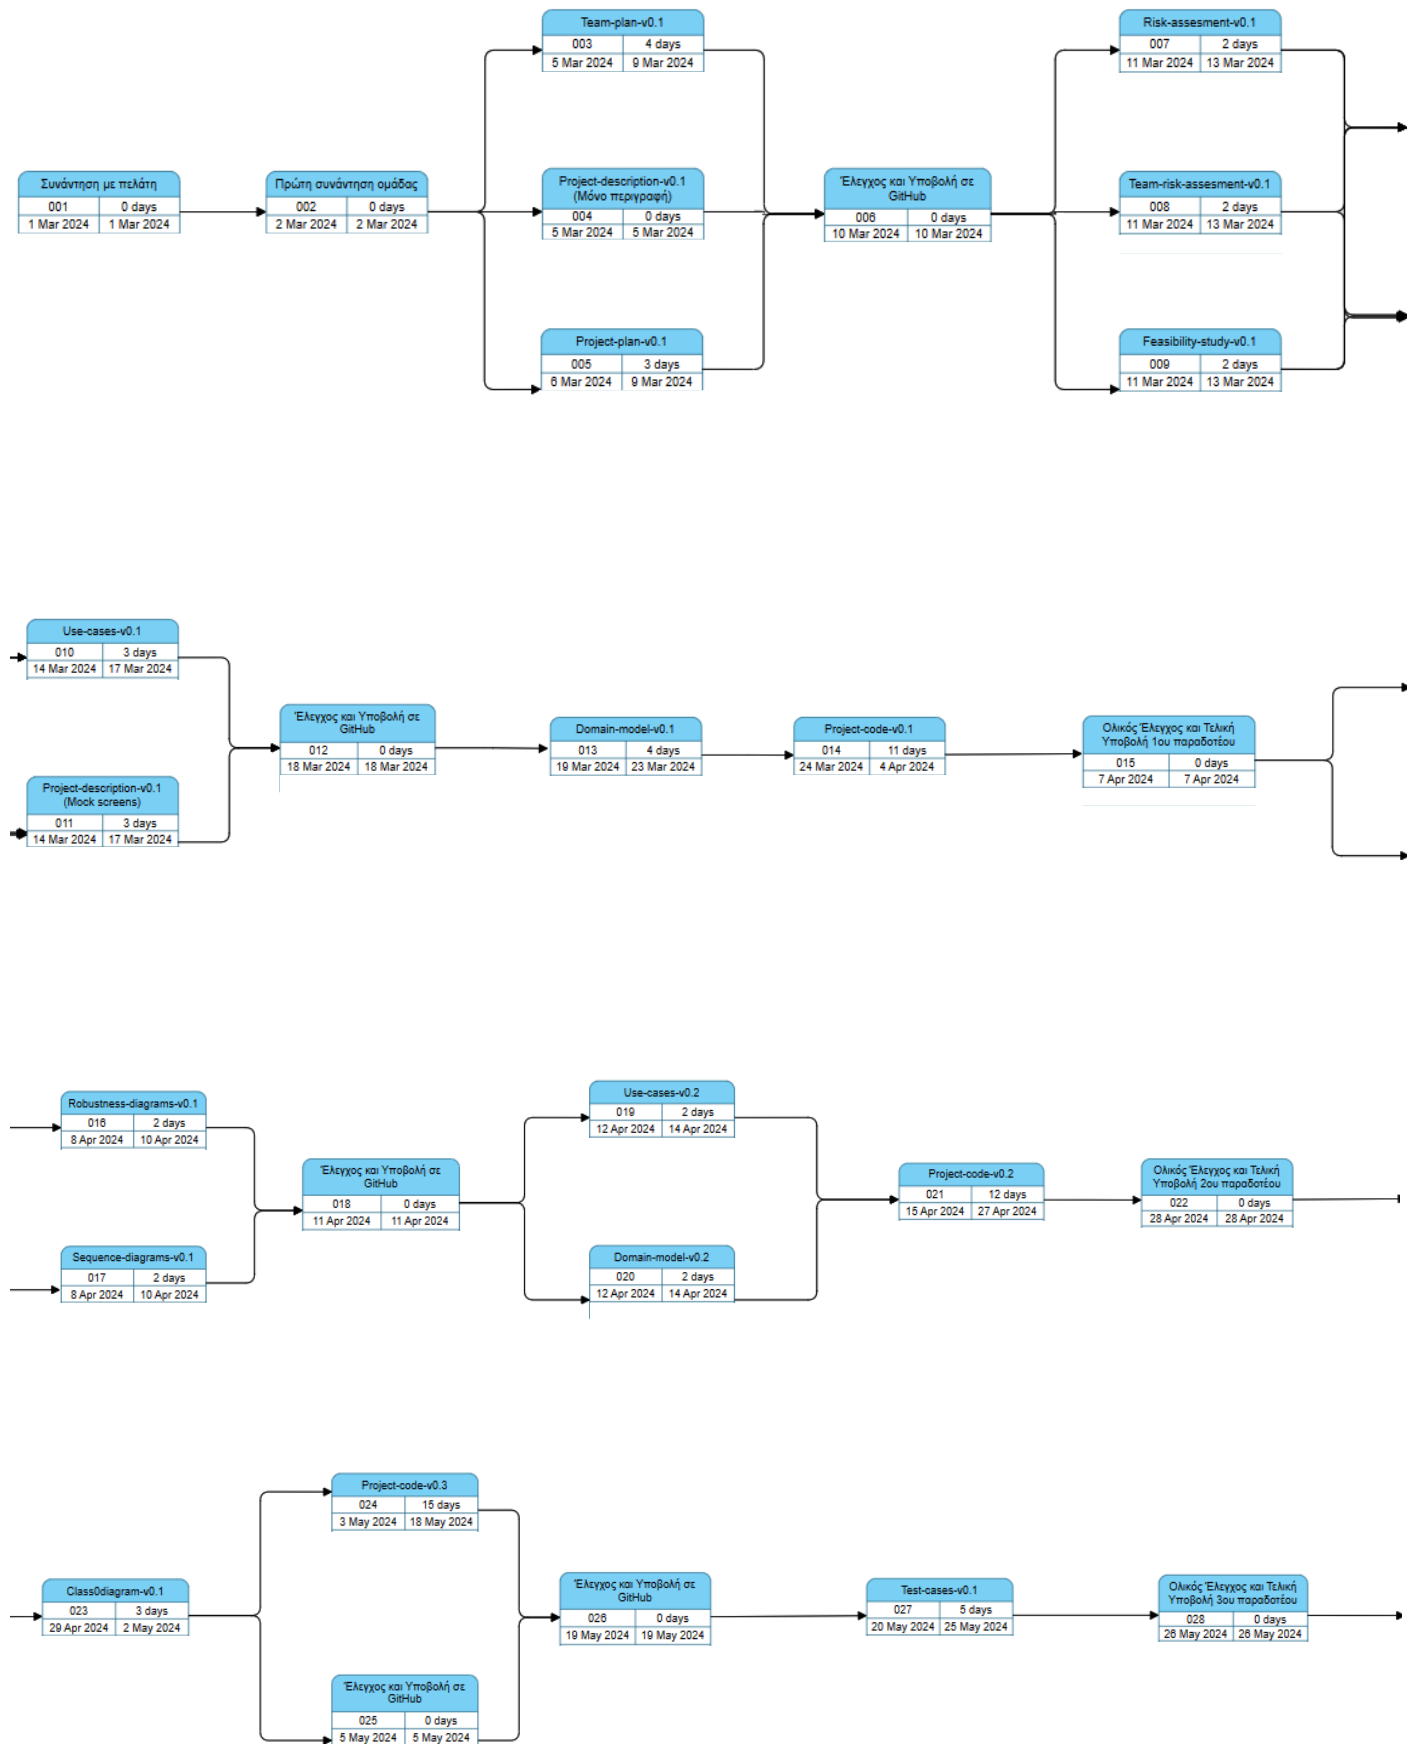 Team-plan-v0.1
003 4 days
5 Mar 2024 9 Mar 2024
Risk-assesment-v0.1
007 2 days
11 Mar 2024 13 Mar 2024
Συνάντηση με πελάτη
001 0 days
1 Mar 2024 1 Mar 2024
Πρώτη συνάντηση ομάδας
002 0 days
2 Mar 2024 2 Mar 2024
Project-description-v0.1
(Μόνο περιγραφή)
004 0 days
5 Mar 2024 5 Mar 2024
Έλεγχος και Υποβολή σε
GitHub
006 0 days
10 Mar 2024 10 Mar 2024
Team-risk-assesment-v0.1
008 2 days
11 Mar 2024 13 Mar 2024
Project-plan-v0.1
005 3 days
6 Mar 2024 9 Mar 2024
Feasibility-study-v0.1
009 2 days
11 Mar 2024 13 Mar 2024
Use-cases-v0.1
010 3 days
14 Mar 2024 17 Mar 2024
Έλεγχος και Υποβολή σε
GitHub
012 0 days
18 Mar 2024 18 Mar 2024
Domain-model-v0.1
013 4 days
19 Mar 2024 23 Mar 2024
Project-code-v0.1
014 11 days
24 Mar 2024 4 Apr 2024
Ολικός Έλεγχος και Τελική
Υποβολή 1ου παραδοτέου
015 0 days
7 Apr 2024 7 Apr 2024
Project-description-v0.1
(Mock screens)
011 3 days
14 Mar 2024 17 Mar 2024
Robustness-diagrams-v0.1
016 2 days
8 Apr 2024 10 Apr 2024
Έλεγχος και Υποβολή σε
GitHub
018 0 days
11 Apr 2024 11 Apr 2024
Use-cases-v0.2
019 2 days
12 Apr 2024 14 Apr 2024
Project-code-v0.2
021 12 days
15 Apr 2024 27 Apr 2024
Ολικός Έλεγχος και Τελική
Υποβολή 2ου παραδοτέου
022 0 days
28 Apr 2024 28 Apr 2024
Sequence-diagrams-v0.1
017 2 days
8 Apr 2024 10 Apr 2024
Domain-model-v0.2
020 2 days
12 Apr 2024 14 Apr 2024
Project-code-v0.3
024 15 days
3 May 2024 18 May 2024
Class0diagram-v0.1
023 3 days
29 Apr 2024 2 May 2024
Έλεγχος και Υποβολή σε
GitHub
026 0 days
19 May 2024 19 May 2024
Test-cases-v0.1
027 5 days
20 May 2024 25 May 2024
Ολικός Έλεγχος και Τελική
Υποβολή 3ου παραδοτέου
028 0 days
26 May 2024 26 May 2024
Έλεγχος και Υποβολή σε
GitHub
025 0 days
5 May 2024 5 May 2024